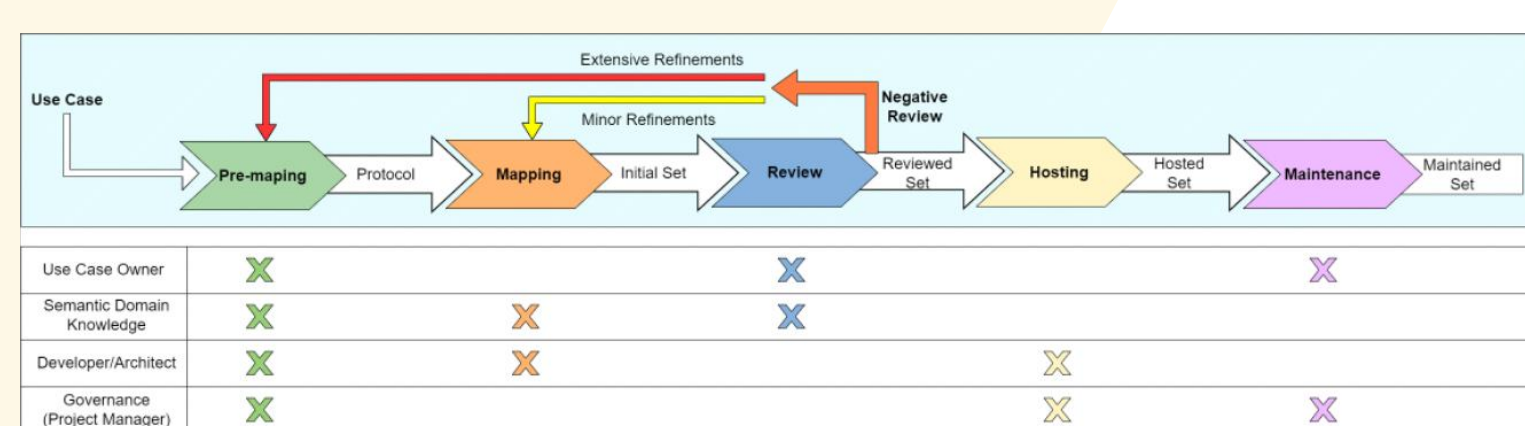 Extensive Refinements
Use Case
Negative
Review
Minor Refinements
Pre-maping
Protocol
Mapping
Initial Set
Review
Reviewed
Set
Hosting
Hosted
Set
Maintenance
Maintained
Set
Use Case Owner
X
X
X
Semantic Domain
Knowledge
X
X
X
Developer/Architect
X
X
X
Governance
(Project Manager)
X
X
X